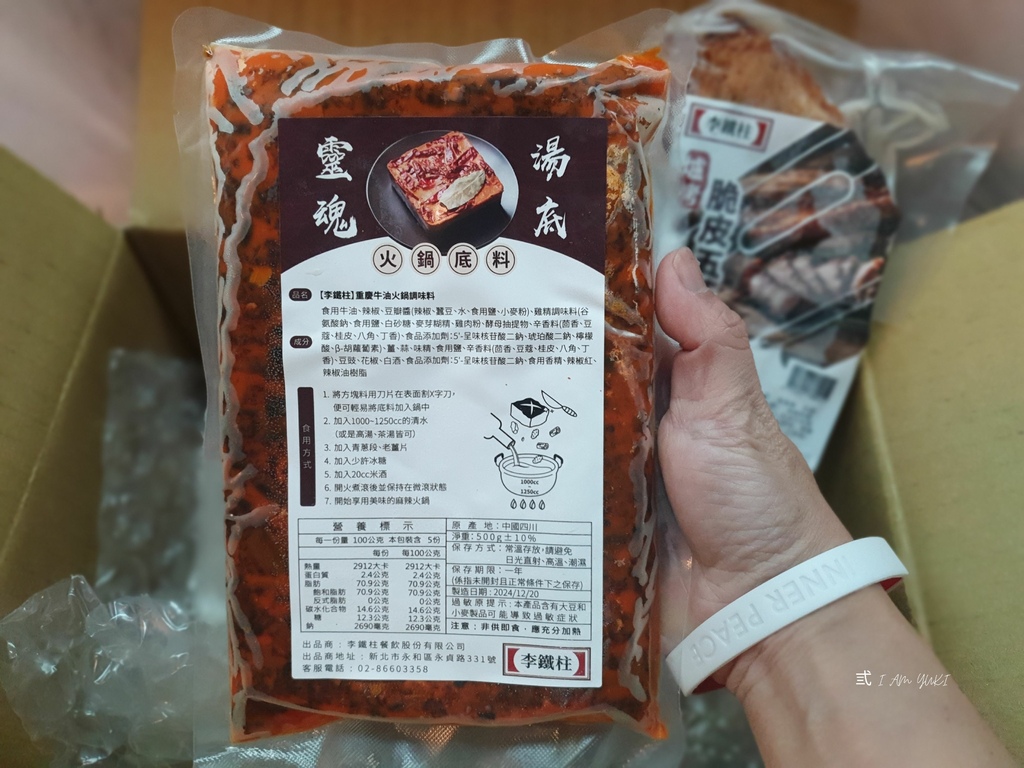 靈魂
湯底
火鍋底料
品名 【李鐵柱】重慶牛油火鍋調味料
成分
食用牛油、辣椒、豆瓣醬(辣椒、蠶豆、水、食用鹽、小麥粉)、雞精調味料(谷
氨酸鈉、食用鹽、白砂糖、麥芽糊精、雞肉粉、酵母抽提物、辛香料(茴香、豆
蔻、桂皮、八角、丁香)、食品添加劑:5'-呈味核苷酸二鈉、琥珀酸二鈉、檸檬
酸、B-胡蘿蔔素)、薑、蒜、味精、食用鹽、辛香料(茴香、豆蔻、桂皮、八角、丁
香)、豆豉、花椒、白酒、食品添加劑:5'-呈味核苷酸二鈉、食用香精、辣椒紅、
辣椒油樹脂
食用方式
1. 將方塊料用刀片在表面割X字刀,
便可輕易將底料加入鍋中
2. 加入1000~1250cc的清水
(或是高湯、茶湯皆可)
3. 加入青蔥段、老薑片
4. 加入少許冰糖
5. 加入20cc米酒
6. 開火煮滾後並保持在微滾狀態
7. 開始享用美味的麻辣火鍋
1000cc
~
1250cc
營養標示
每一份量 100公克 本包裝含 5份
每份 每100公克
熱量 2912大卡 2912大卡
蛋白質 2.4公克 2.4公克
脂肪 70.9公克 70.9公克
飽和脂肪 70.9公克 70.9公克
反式脂肪 0公克 0公克
碳水化合物 14.6公克 14.6公克
糖 12.3公克 12.3公克
鈉 2690毫克 2690毫克
原產地:中國四川
淨重:500g±10%
保存方式:常溫存放,請避免
日光直射、高溫、潮濕
保存期限:一年
(係指未開封且正常條件下之保存)
製造日期:2024/12/20
過敏原提示:本產品含有大豆和
小麥製品可能導致過敏症狀
注意:非供即食,應充分加熱
出品商:李鐵柱餐飲股份有限公司
出品商地址:新北市永和區永貞路331號
客服電話:02-86603358
李鐵柱
李鐵柱
脆皮五
INNER PEACE
貳 I AM YUKI